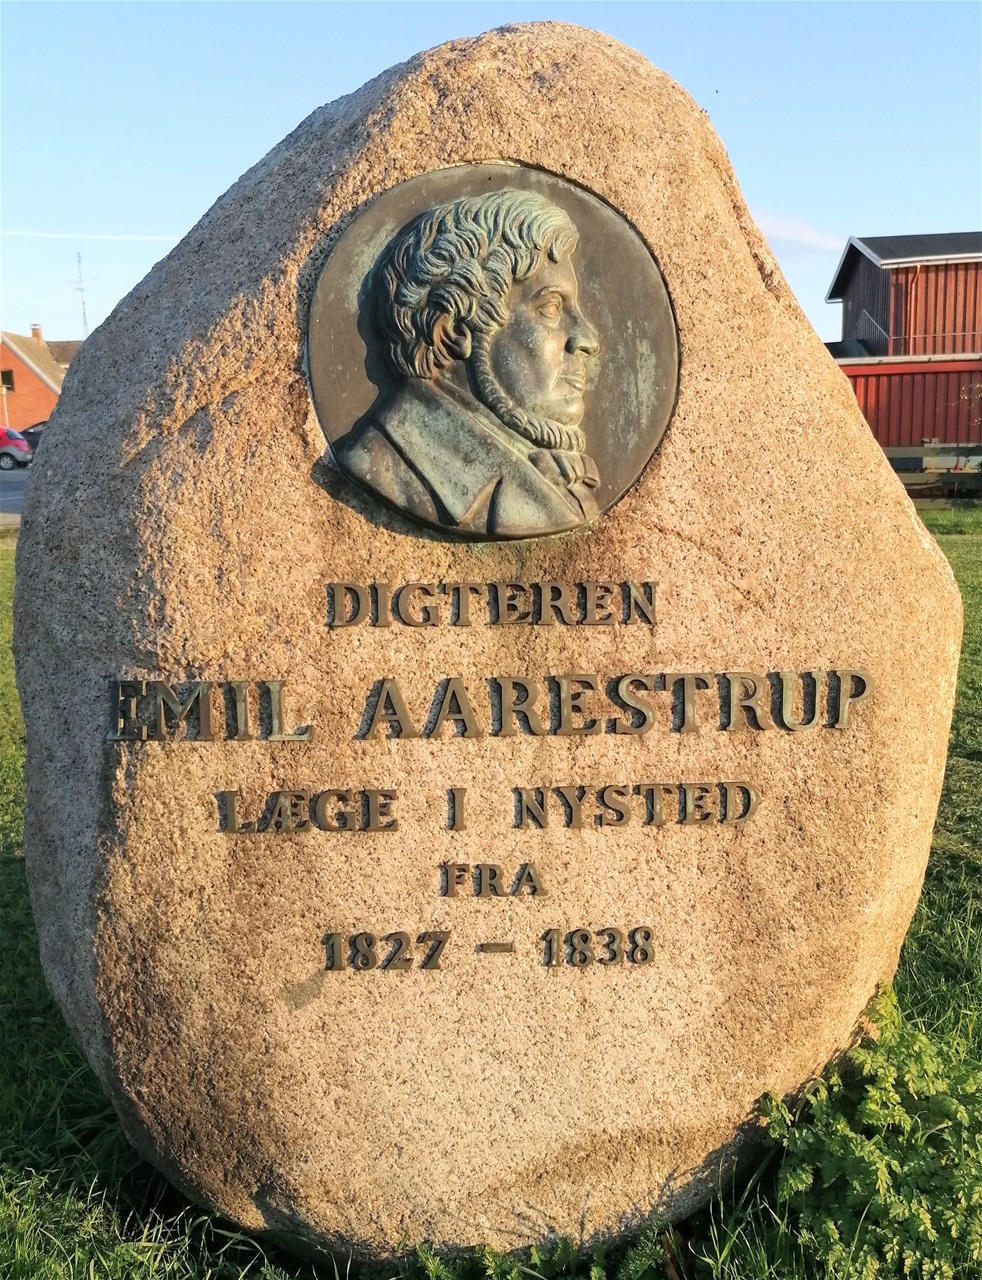 DIGTEREN
EMIL AARESTRUP
LÆGE I NYSTED
FRA
1827 - 1838